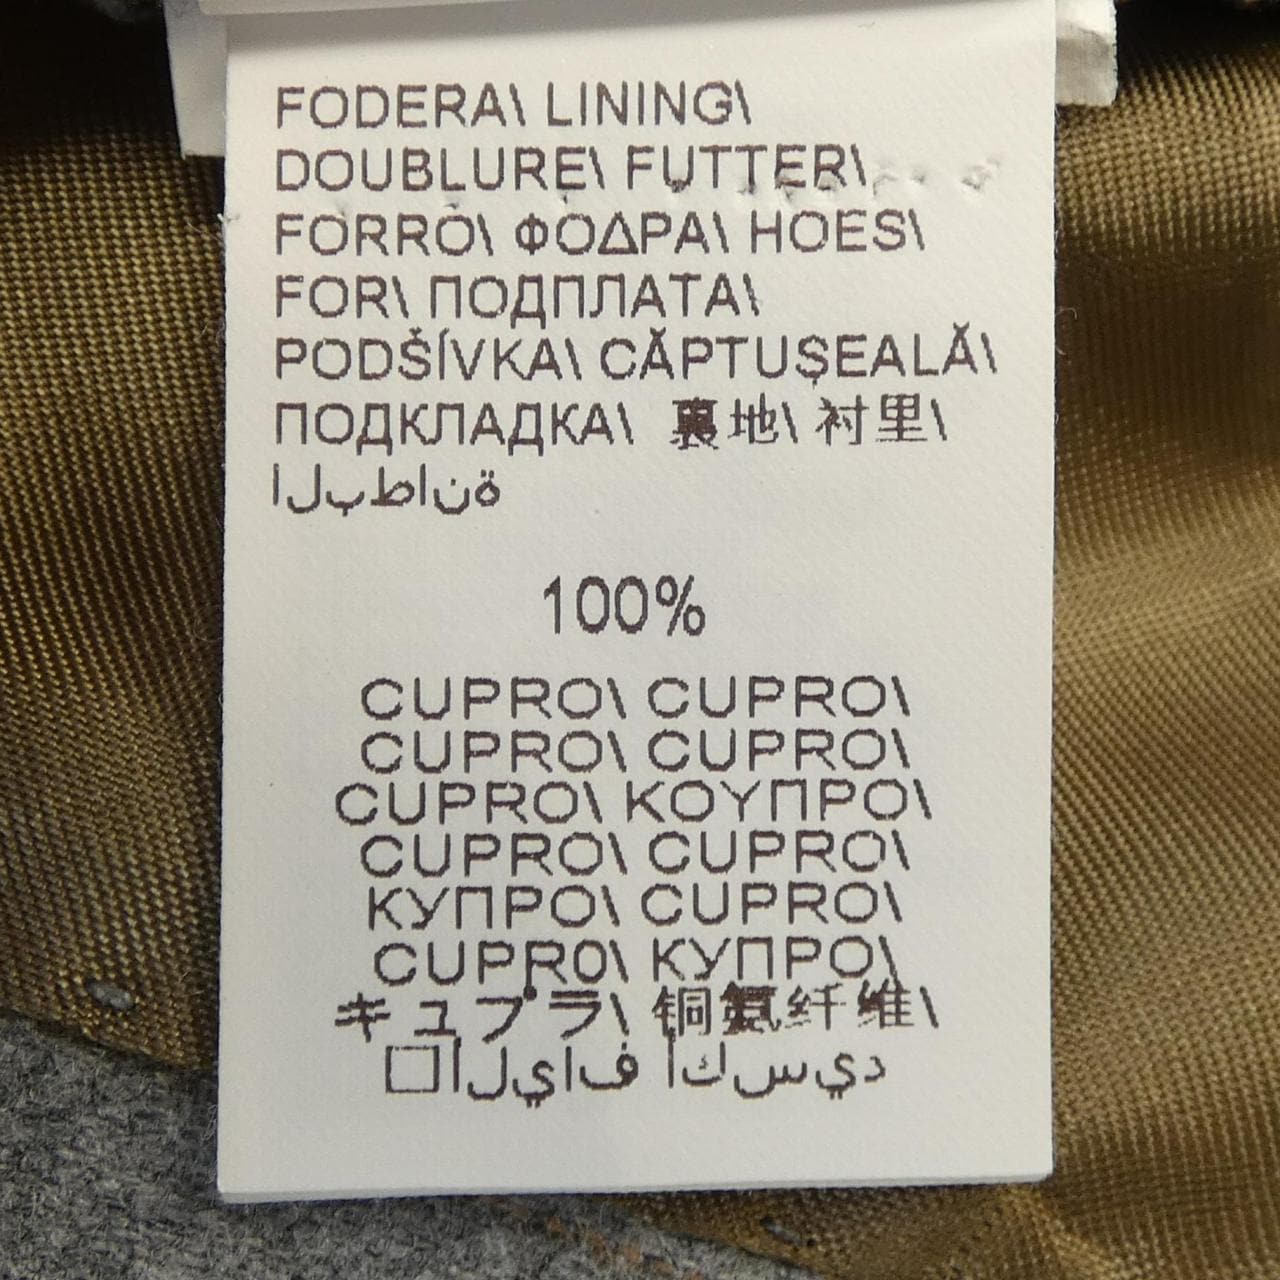 FODERA\ LINING\
DOUBLURE\ FUTTER\
FORRO\ ΦΟΔΡΑ\ HOES\
FOR\ ПОДПЛАТА\
PODŠÍVKA\ CĂPTUȘEALĂ\
ПОДКЛАДКА\ 裏地\ 衬里\
ا ل ب ط ا ن ة
100%
CUPRO\ CUPRO\
CUPRO\ CUPRO\
CUPRO\ ΚΟΥΠΡΟ\
CUPRO\ CUPRO\
КУПРО\ CUPRO\
CUPRO\ КУПРО\
キュプラ\ 铜氨纤维\
□ا ل ي ا ف أ ك س ي د